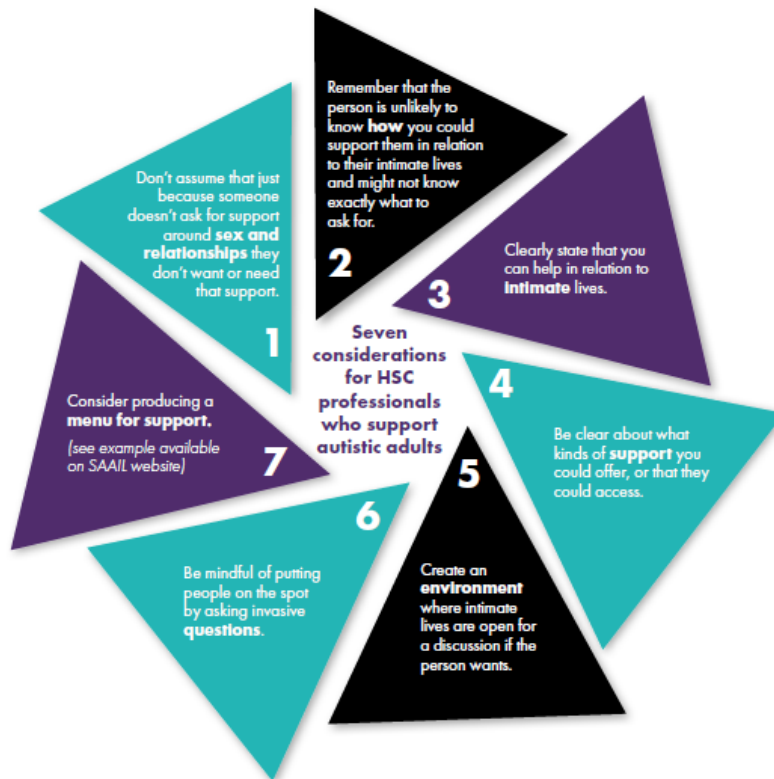 Seven
considerations
for HSC
professionals
who support
autistic adults
Don't assume that just
because someone
doesn't ask for support
around sex and
relationships they
don't want or need
that support.
1
Remember that the
person is unlikely to
know how you could
support them in relation
to their intimate lives
and might not know
exactly what to
ask for.
2
Clearly state that you
can help in relation to
intimate lives.
3
4
Be clear about what
kinds of support you
could offer, or that they
could access.
5
Create an
environment
where intimate
lives are open for
a discussion if the
person wants.
6
Be mindful of putting
people on the spot
by asking invasive
questions.
Consider producing a
menu for support.
(see example available
on SAAIL website)
7